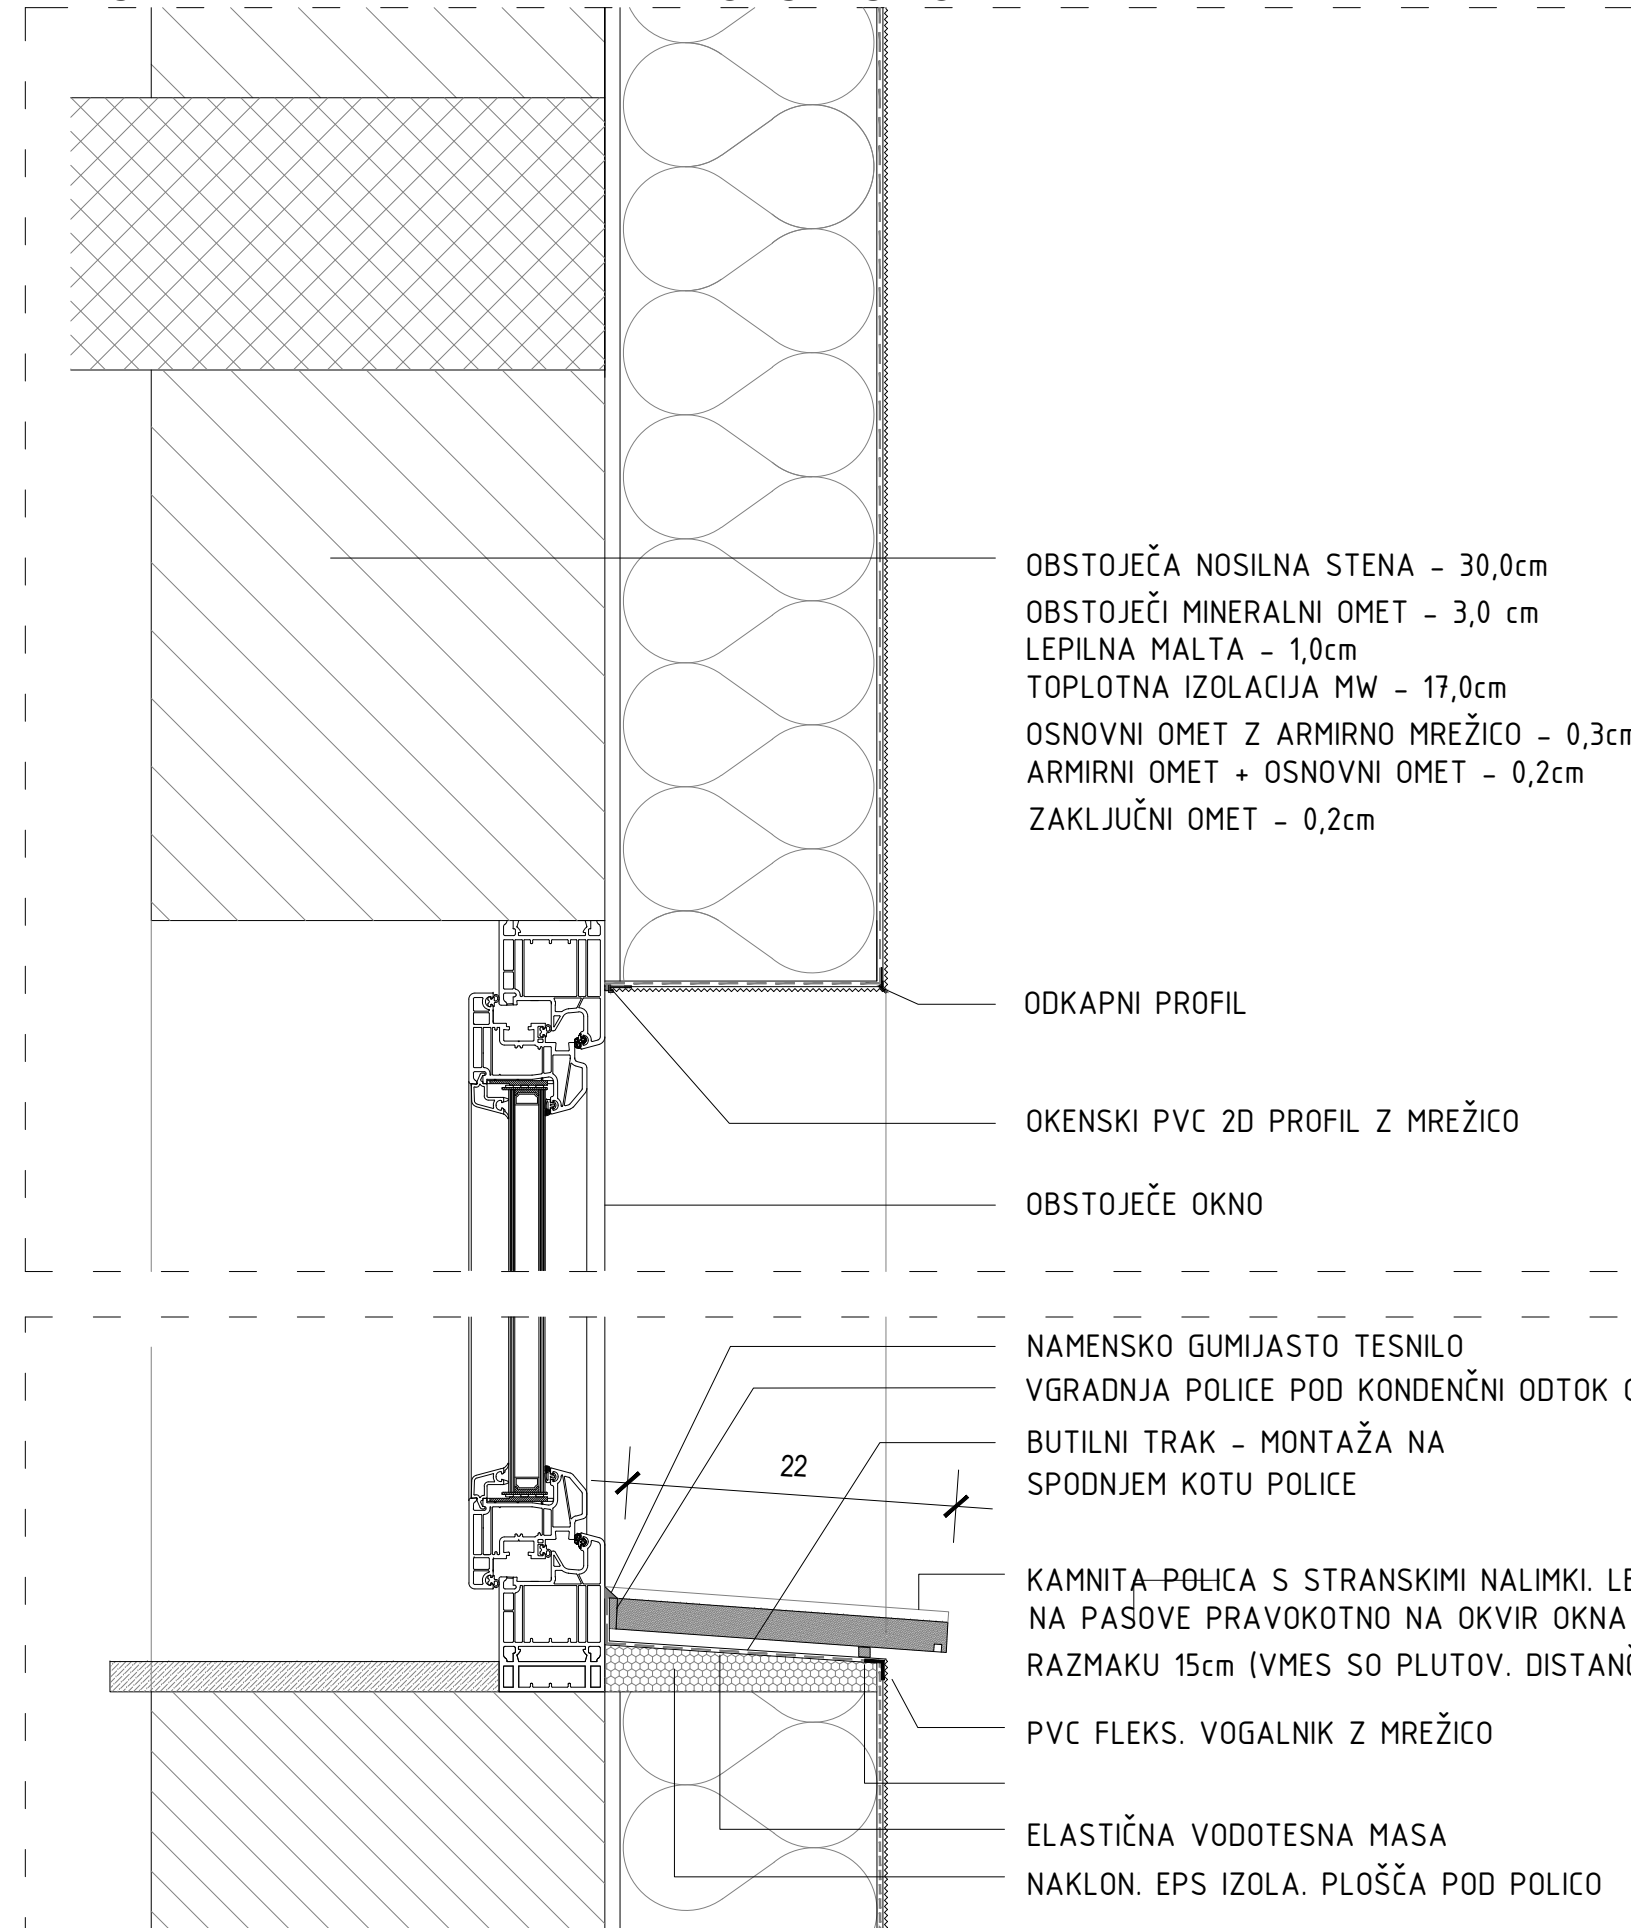 OBSTOJEČA NOSILNA STENA - 30,0cm
OBSTOJEČI MINERALNI OMET - 3,0 cm
LEPILNA MALTA - 1,0cm
TOPLOTNA IZOLACIJA MW - 17,0cm
OSNOVNI OMET Z ARMIRNO MREŽICO - 0,3cm
ARMIRNI OMET + OSNOVNI OMET - 0,2cm
ZAKLJUČNI OMET - 0,2cm
ODKAPNI PROFIL
OKENSKI PVC 2D PROFIL Z MREŽICO
OBSTOJEČE OKNO
NAMENSKO GUMIJASTO TESNILO
VGRADNJA POLICE POD KONDENČNI ODTOK
BUTILNI TRAK - MONTAŽA NA
SPODNJEM KOTU POLICE
22
KAMNITA POLICA S STRANSKIMI NALIMKI.
NA PASOVE PRAVOKOTNO NA OKVIR OKNA
RAZMAKU 15cm (VMES SO PLUTOV.
PVC FLEKS. VOGALNIK Z MREŽICO
ELASTIČNA VODOTESNA MASA
NAKLON. EPS IZOLA. PLOŠČA POD POLICO